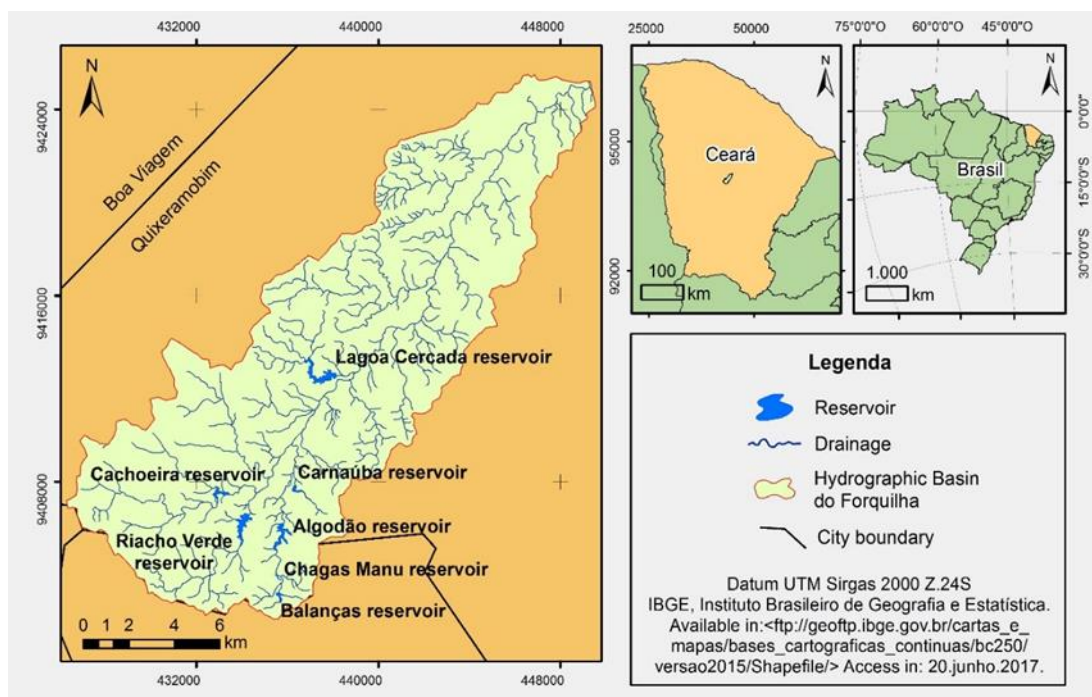 432000
440000
448000
N
9424000
9416000
9408000
Boa Viagem
Quixeramobim
Lagoa Cercada reservoir
Cachoeira reservoir
Carnaúba reservoir
Riacho Verde
reservoir
Algodão reservoir
Chagas Manu reservoir
Balanças reservoir
0 1 2 4 6
km
432000
440000
448000
25000
50000
N
95000
92000
Ceará
100
km
75°0'0"O
60°0'0"O
45°0'0"O
N
Brasil
0°0'0"
15°0'0"S
30°0'0"S
1.000
km
Legenda
Reservoir
Drainage
Hydrographic Basin
do Forquilha
City boundary
Datum UTM Sirgas 2000 Z.24S
IBGE, Instituto Brasileiro de Geografia e Estatística.
Available in:<ftp://geoftp.ibge.gov.br/cartas_e_
mapas/bases_cartograficas_continuas/bc250/
versao2015/Shapefile/> Access in: 20.junho.2017.